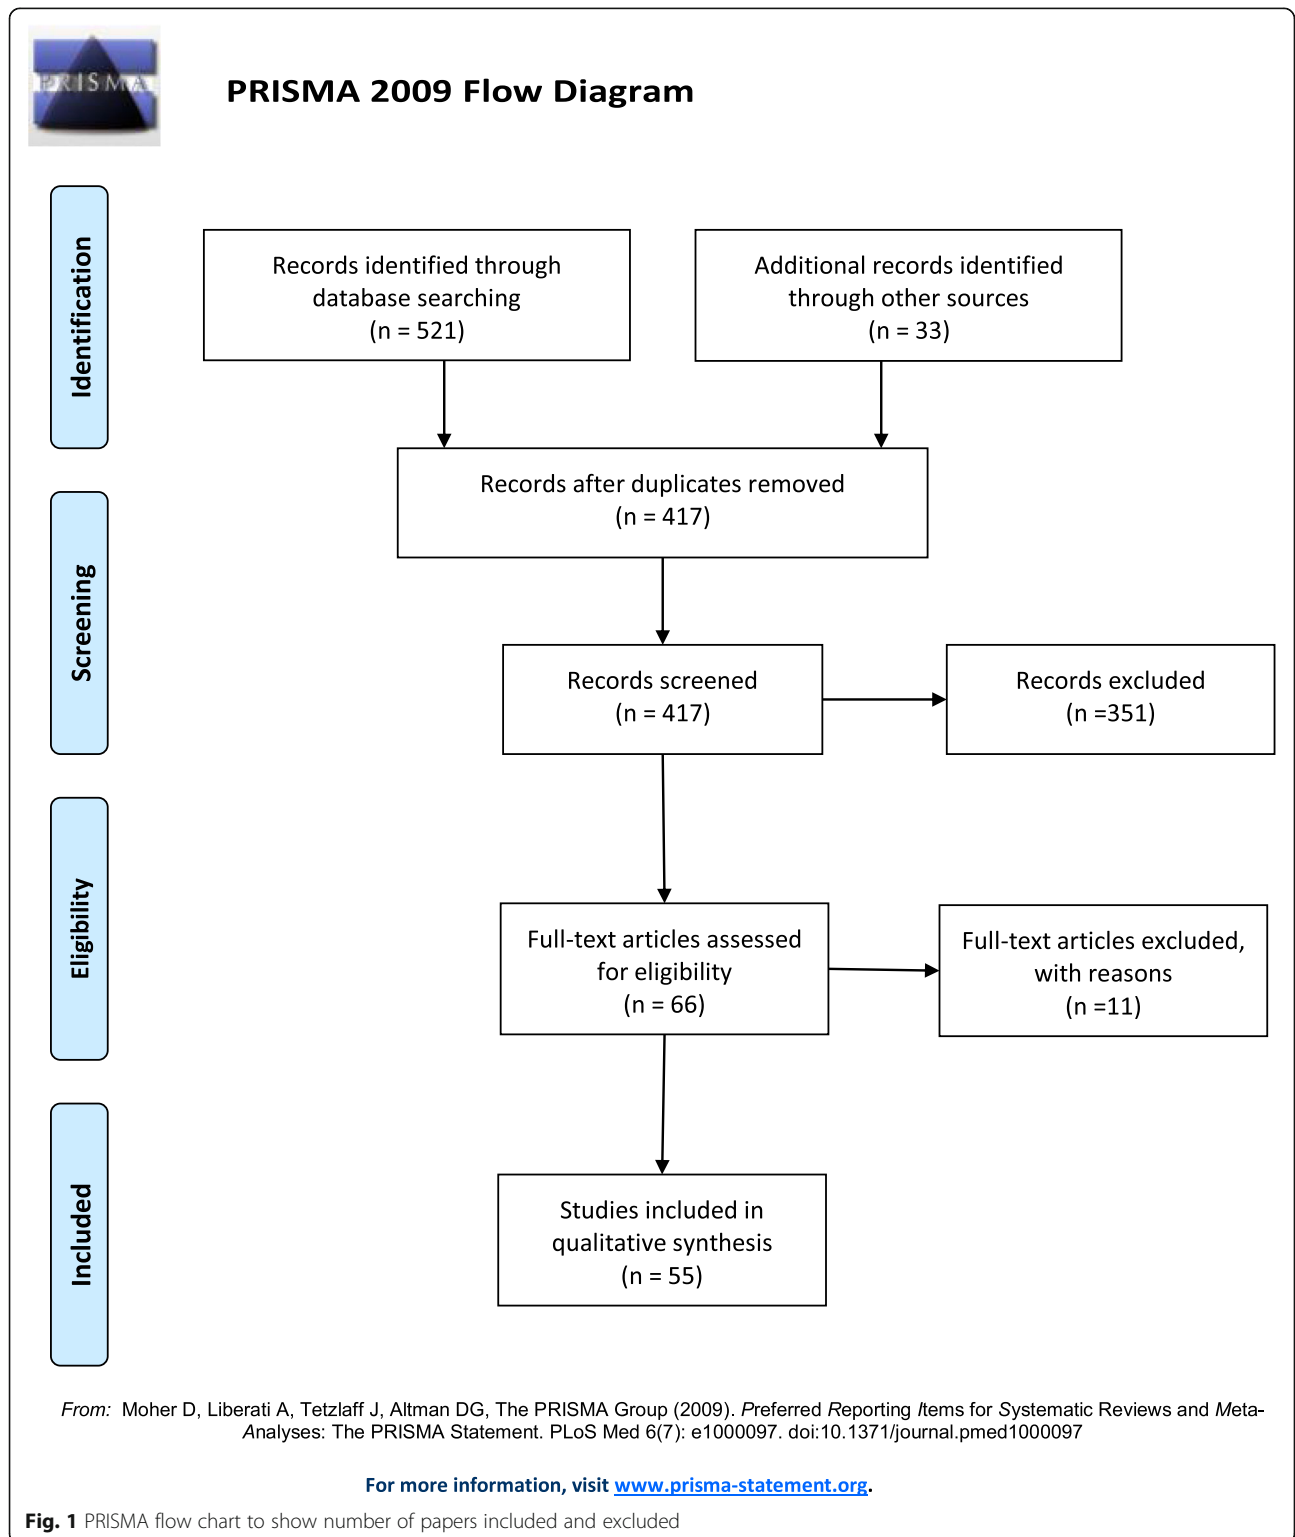 PRISMA
PRISMA 2009 Flow Diagram
Identification
Records identified through
database searching
(n = 521)
Additional records identified
through other sources
(n = 33)
Records after duplicates removed
(n = 417)
Screening
Records screened
(n = 417)
Records excluded
(n =351)
Eligibility
Full-text articles assessed
for eligibility
(n = 66)
Full-text articles excluded,
with reasons
(n =11)
Included
Studies included in
qualitative synthesis
(n = 55)
From: Moher D, Liberati A, Tetzlaff J, Altman DG, The PRISMA Group (2009). Preferred Reporting Items for Systematic Reviews and Meta-
Analyses: The PRISMA Statement. PLoS Med 6(7): e1000097. doi:10.1371/journal.pmed1000097
For more information, visit www.prisma-statement.org.
Fig. 1 PRISMA flow chart to show number of papers included and excluded